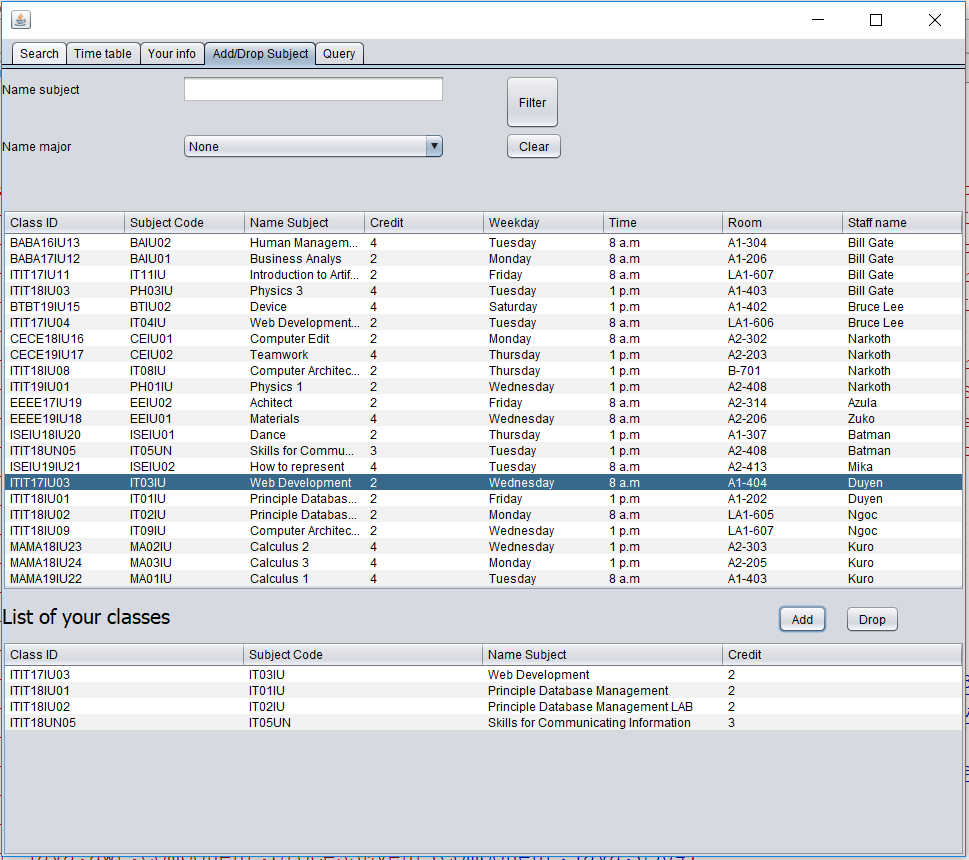 Search Time table Your info Add/Drop Subject Query
Name subject Filter
Name major None Clear
Class ID Subject Code Name Subject Credit Weekday Time Room Staff name
BABA16IU13 BAIU02 Human Managem... 4 Tuesday 8 a.m A1-304 Bill Gate
BABA17IU12 BAIU01 Business Analys 2 Monday 8 a.m A1-206 Bill Gate
ITIT17IU11 IT11IU Introduction to Artif... 2 Friday 8 a.m LA1-607 Bill Gate
ITIT18IU03 PH03IU Physics 3 4 Tuesday 1 p.m A1-403 Bill Gate
BTBT19IU15 BTIU02 Device 4 Saturday 1 p.m A1-402 Bruce Lee
ITIT17IU04 IT04IU Web Development... 2 Tuesday 8 a.m LA1-606 Bruce Lee
CECE18IU16 CEIU01 Computer Edit 2 Monday 8 a.m A2-302 Narkoth
CECE19IU17 CEIU02 Teamwork 4 Thursday 1 p.m A2-203 Narkoth
ITIT18IU08 IT08IU Computer Architec... 2 Thursday 1 p.m B-701 Narkoth
ITIT19IU01 PH01IU Physics 1 2 Wednesday 1 p.m A2-408 Narkoth
EEEE17IU19 EEIU02 Achitect 2 Friday 8 a.m A2-314 Azula
EEEE19IU18 EEIU01 Materials 4 Wednesday 8 a.m A2-206 Zuko
ISEIU18IU20 ISEIU01 Dance 2 Thursday 8 a.m A1-307 Batman
ITIT18UN05 IT05UN Skills for Commu... 3 Tuesday 1 p.m A2-408 Batman
ISEIU19IU21 ISEIU02 How to represent 4 Tuesday 8 a.m A2-413 Mika
ITIT17IU03 IT03IU Web Development 2 Wednesday 8 a.m A1-404 Duyen
ITIT18IU01 IT01IU Principle Databas... 2 Friday 1 p.m A1-202 Duyen
ITIT18IU02 IT02IU Principle Databas... 2 Monday 8 a.m LA1-605 Ngoc
ITIT18IU09 IT09IU Computer Architec... 2 Wednesday 1 p.m LA1-607 Ngoc
MAMA18IU23 MA02IU Calculus 2 4 Wednesday 1 p.m A2-303 Kuro
MAMA18IU24 MA03IU Calculus 3 4 Monday 1 p.m A2-205 Kuro
MAMA19IU22 MA01IU Calculus 1 4 Tuesday 8 a.m A1-403 Kuro
List of your classes Add Drop
Class ID Subject Code Name Subject Credit
ITIT17IU03 IT03IU Web Development 2
ITIT18IU01 IT01IU Principle Database Management 2
ITIT18IU02 IT02IU Principle Database Management LAB 2
ITIT18UN05 IT05UN Skills for Communicating Information 3